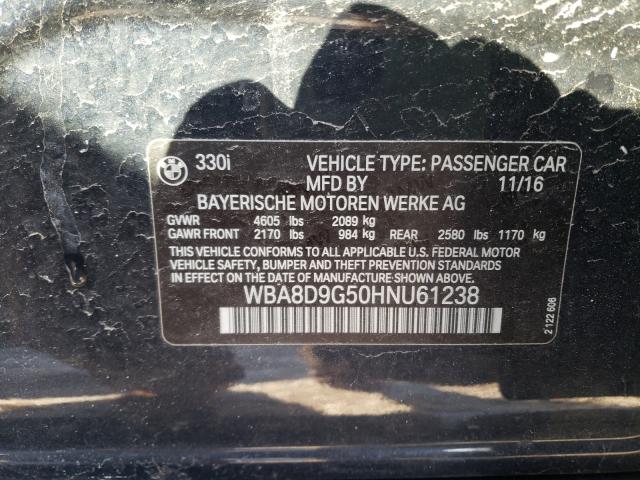 330i VEHICLE TYPE: PASSENGER CAR
MFD BY 11/16
BAYERISCHE MOTOREN WERKE AG
GVWR 4605 lbs 2089 kg
GAWR FRONT 2170 lbs 984 kg REAR 2580 lbs 1170 kg
THIS VEHICLE CONFORMS TO ALL APPLICABLE U.S. FEDERAL MOTOR
VEHICLE SAFETY, BUMPER AND THEFT PREVENTION STANDARDS IN
EFFECT ON THE DATE OF MANUFACTURE SHOWN ABOVE.
WBA8D9G50HNU61238
2 122 606